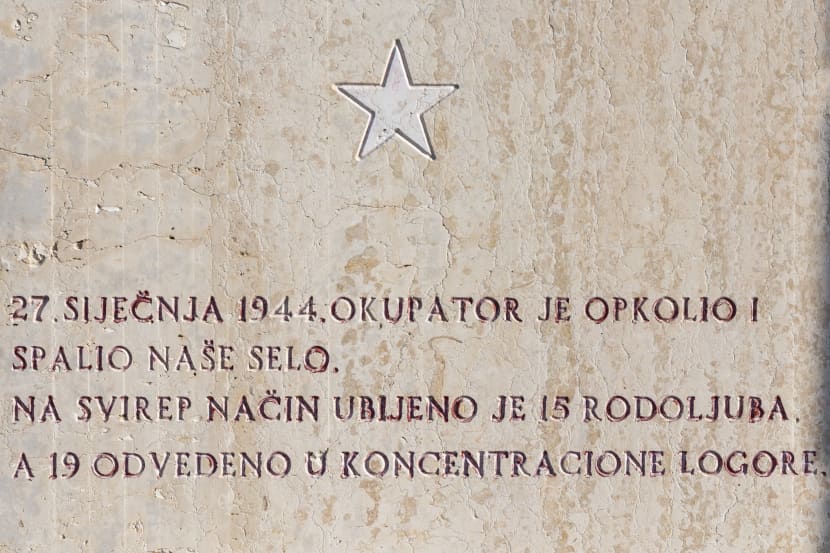 27. SIJEČNJA 1944. OKUPATOR JE OPKOLIO I
SPALIO NAŠE SELO.
NA SVIREP NAČIN UBIJENO JE 15 RODOLJUBA,
A 19 ODVEDENO U KONCENTRACIONE LOGORE.